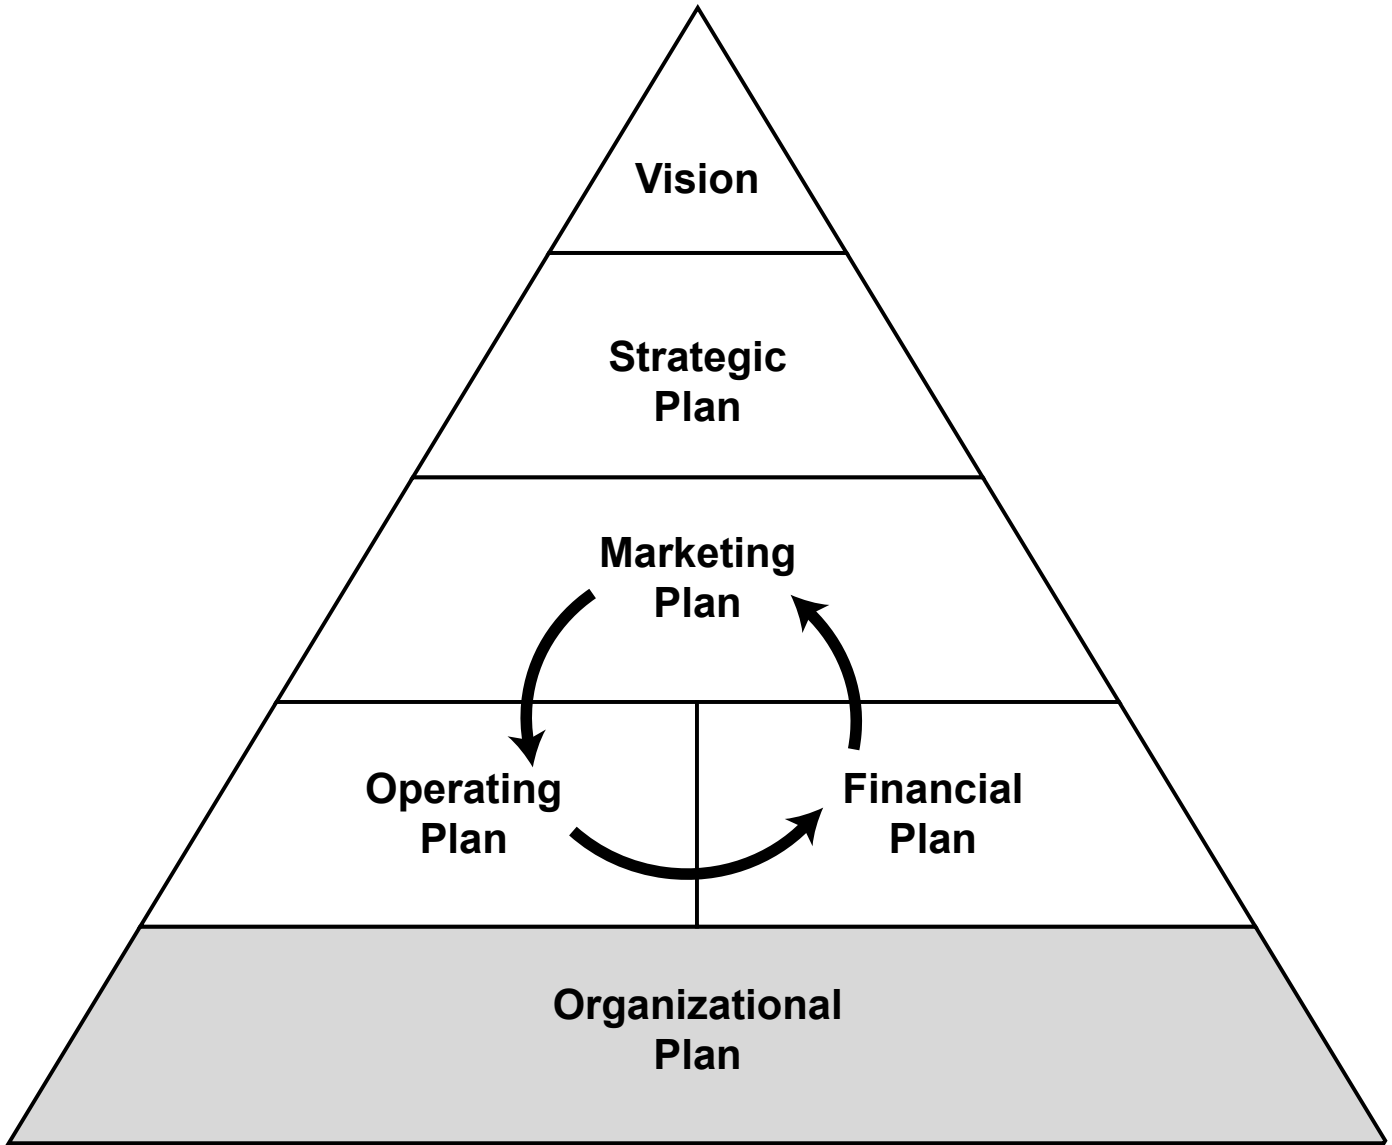 Vision
Strategic
Plan
Marketing
Plan
Operating
Plan
Financial
Plan
Organizational
Plan